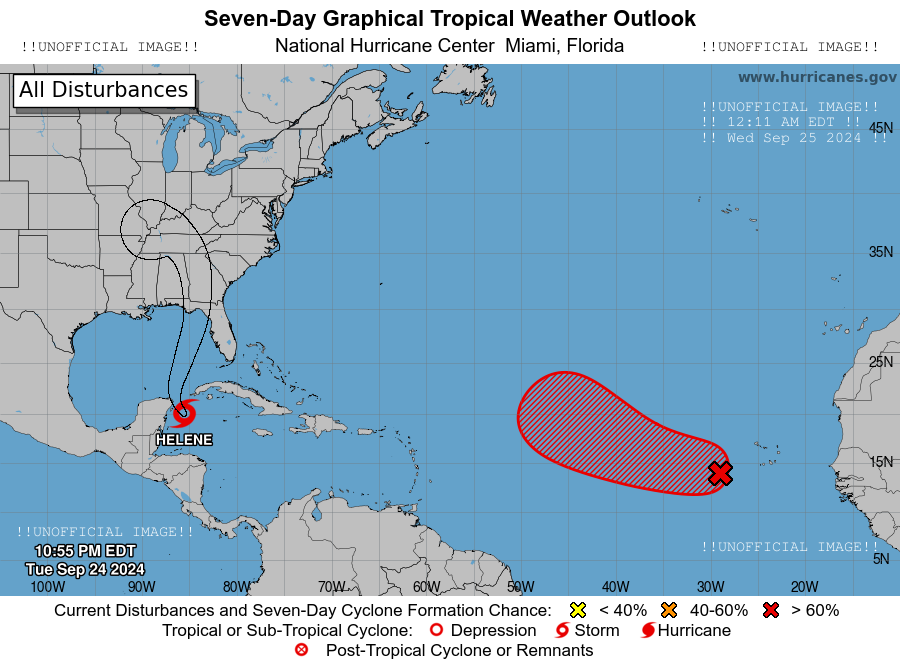 Seven-Day Graphical Tropical Weather Outlook
!!UNOFFICIAL IMAGE!! National Hurricane Center Miami, Florida !!UNOFFICIAL IMAGE!!
All Disturbances
www.hurricanes.gov
!!UNOFFICIAL IMAGE!!
!! 12:11 AM EDT !!
!! Wed Sep 25 2024 !!
45N
35N
25N
HELENE
15N
!!UNOFFICIAL IMAGE!!
!!UNOFFICIAL IMAGE!!
10:55 PM EDT
Tue Sep 24 2024
5N
100W 90W 80W 70W 60W 50W 40W 30W 20W
Current Disturbances and Seven-Day Cyclone Formation Chance: < 40% 40-60% > 60%
Tropical or Sub-Tropical Cyclone: Depression Storm Hurricane
Post-Tropical Cyclone or Remnants